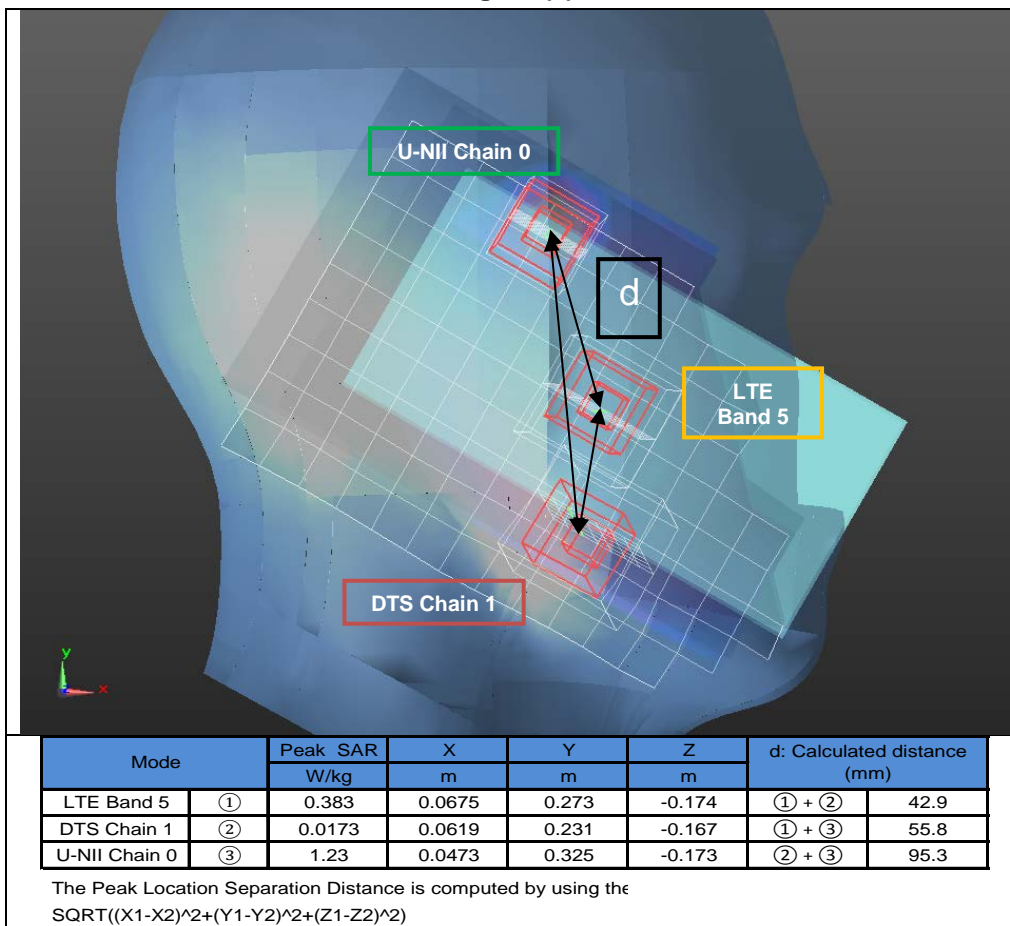 U-NII Chain 0
d
LTE
Band 5
DTS Chain 1
y
x
Mode Peak SAR X Y Z d: Calculated distance
W/kg m m m (mm)
LTE Band 5 ① 0.383 0.0675 0.273 -0.174 ① + ② 42.9
DTS Chain 1 ② 0.0173 0.0619 0.231 -0.167 ① + ③ 55.8
U-NII Chain 0 ③ 1.23 0.0473 0.325 -0.173 ② + ③ 95.3
The Peak Location Separation Distance is computed by using the
SQRT((X1-X2)^2+(Y1-Y2)^2+(Z1-Z2)^2)